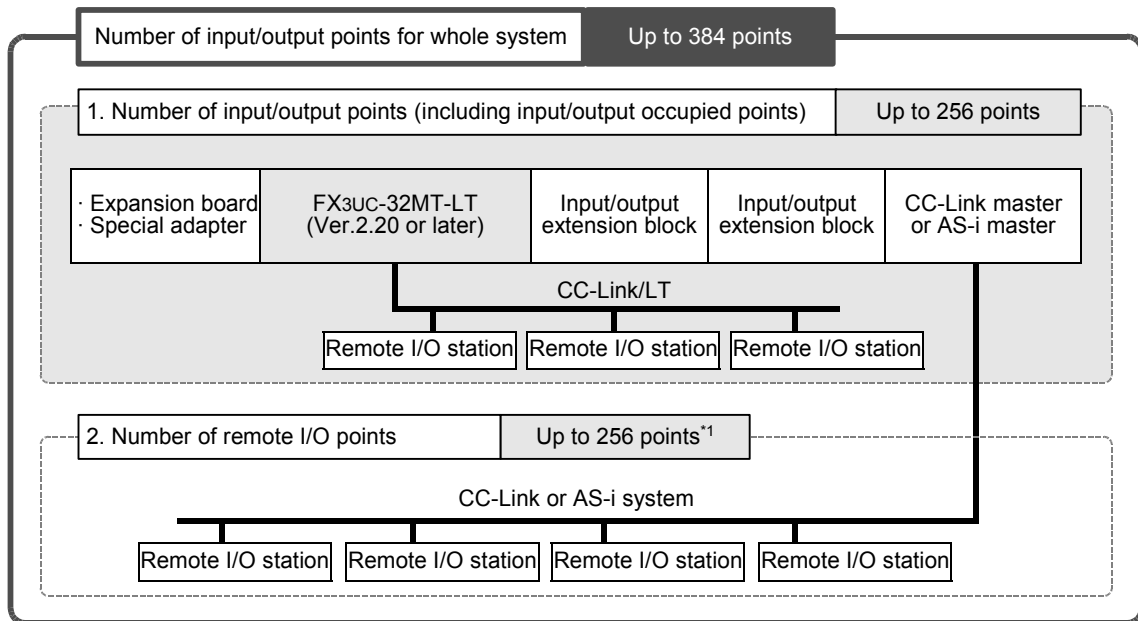 Number of input/output points for whole system Up to 384 points
1. Number of input/output points (including input/output occupied points) Up to 256 points
· Expansion board
· Special adapter
FX3UC-32MT-LT
(Ver.2.20 or later)
Input/output
extension block
Input/output
extension block
CC-Link master
or AS-i master
CC-Link/LT
Remote I/O station Remote I/O station Remote I/O station
2. Number of remote I/O points Up to 256 points*1
CC-Link or AS-i system
Remote I/O station Remote I/O station Remote I/O station Remote I/O station